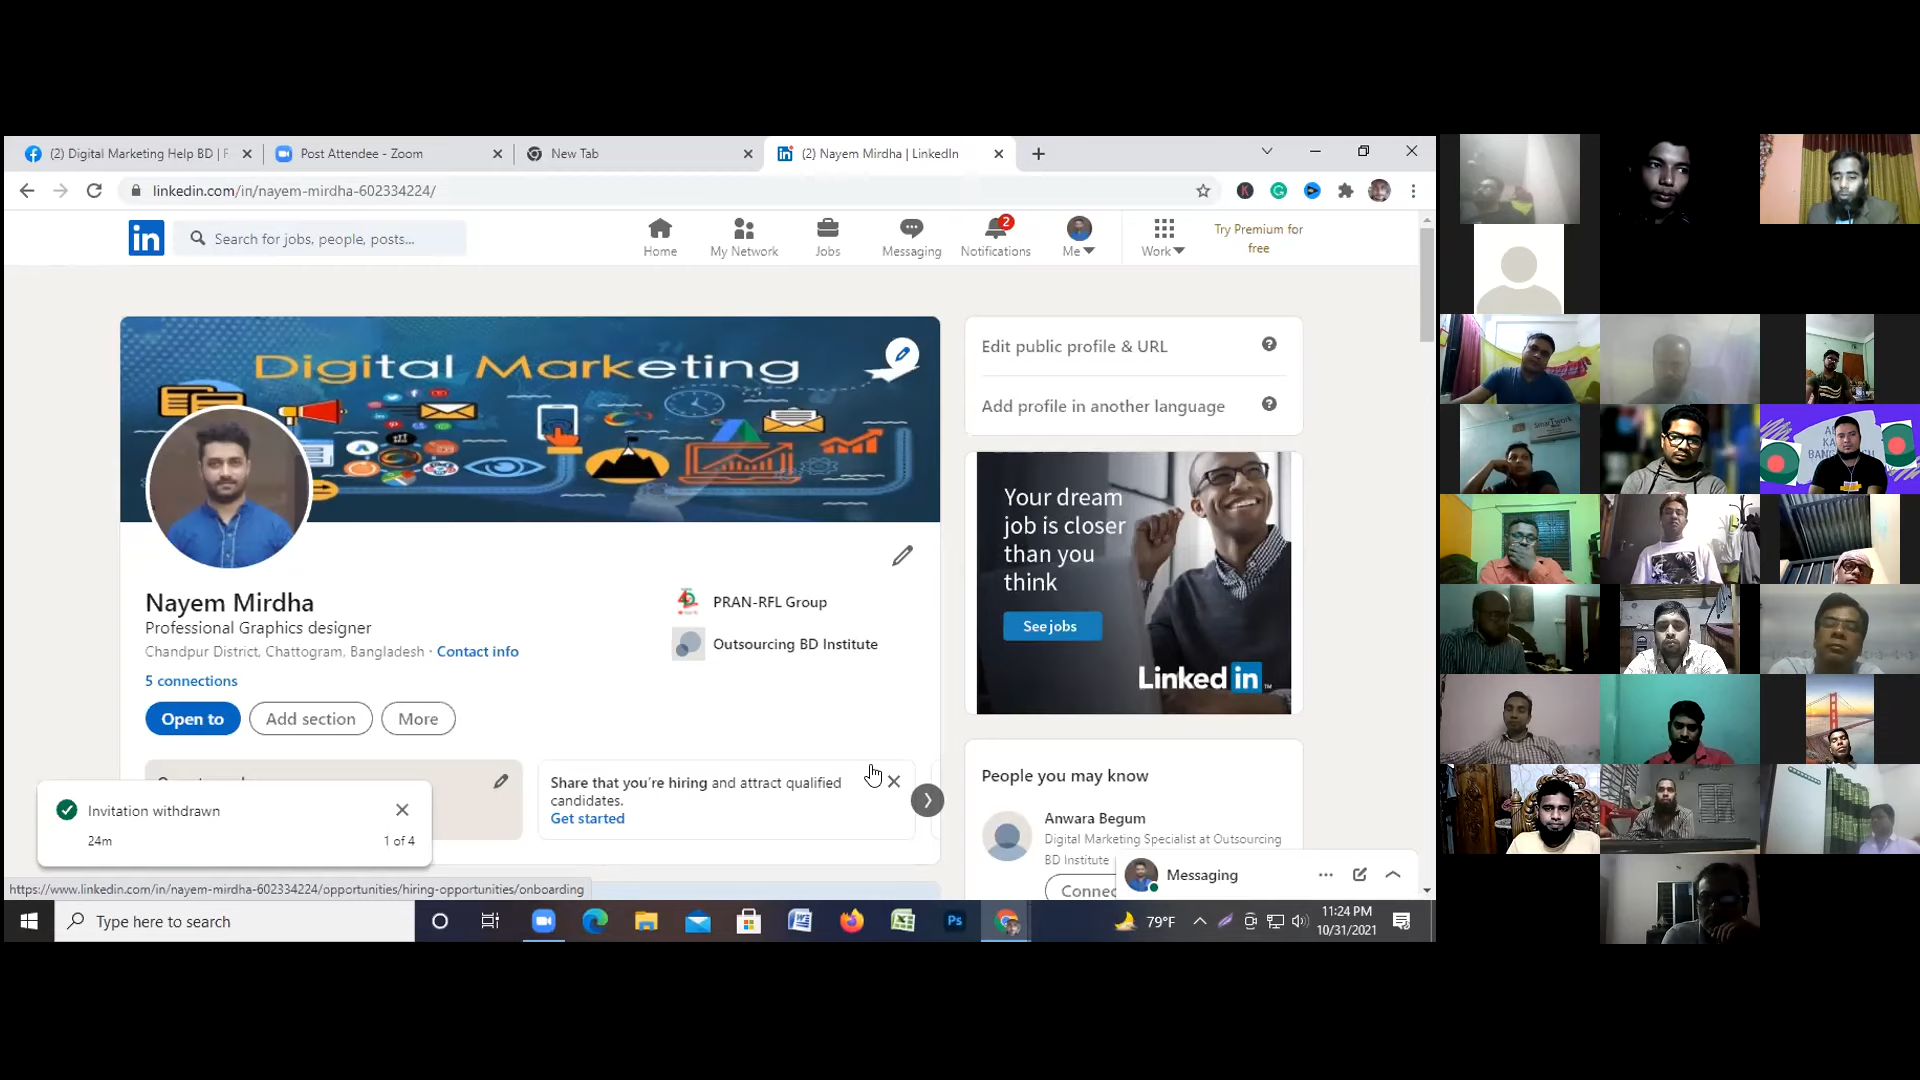 (2) Digital Marketing Help BD | F
Post Attendee - Zoom
New Tab
(2) Nayem Mirdha | LinkedIn
linkedin.com/in/nayem-mirdha-602334224/
in
Search for jobs, people, posts...
Home
My Network
Jobs
Messaging
2
Notifications
Me
Work
Try Premium for
free
Digital Marketing
Nayem Mirdha
Professional Graphics designer
Chandpur District, Chattogram, Bangladesh · Contact info
5 connections
PRAN-RFL Group
Outsourcing BD Institute
Open to
Add section
More
Share that you're hiring and attract qualified
candidates.
Get started
Invitation withdrawn
24m
1 of 4
https://www.linkedin.com/in/nayem-mirdha-602334224/opportunities/hiring-opportunities/onboarding
Edit public profile & URL
Add profile in another language
Your dream
job is closer
than you
think
See jobs
Linked in
People you may know
Anwara Begum
Digital Marketing Specialist at Outsourcing
BD Institute
Connec
Messaging
Type here to search
Ps
79°F
11:24 PM
10/31/2021